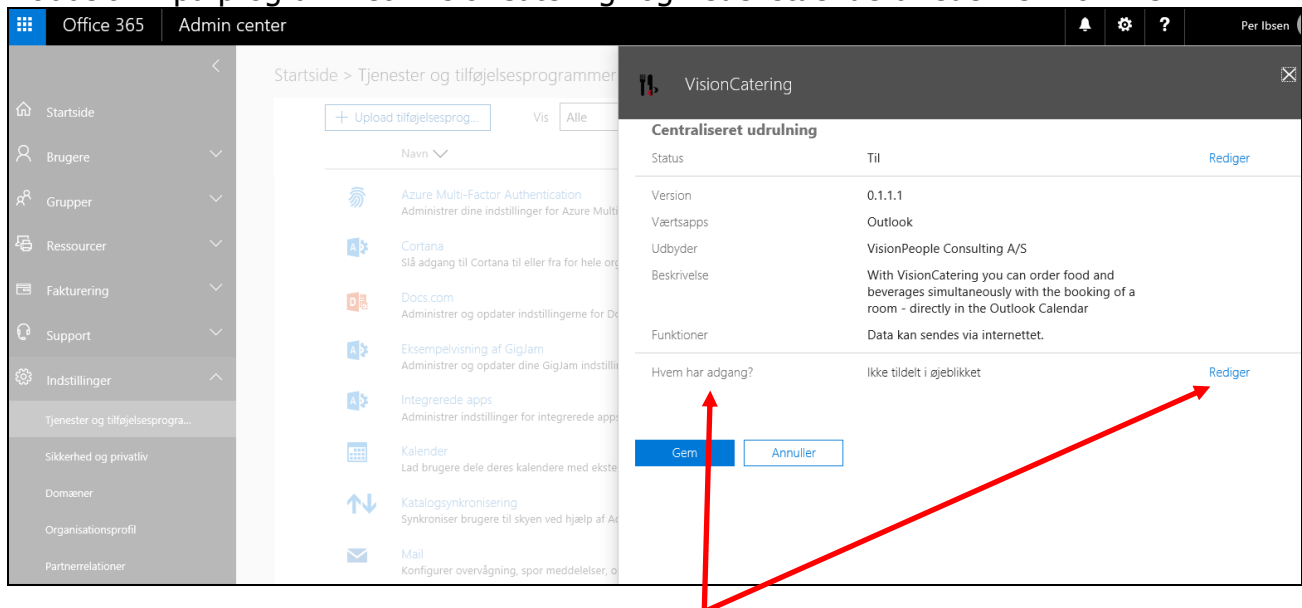 Office 365
Admin center
?
Per Ibsen
Startside > Tjenester og tilføjelsesprogrammer
VisionCatering
Startside
Brugere
Grupper
Ressourcer
Fakturering
Support
Indstillinger
Tjenester og tilføjelsesprogra...
Sikkerhed og privatliv
Domæner
Organisationsprofil
Partnerrelationer
+ Upload tilføjelsesprog...
Vis
Alle
Navn
Azure Multi-Factor Authentication
Administrer dine indstillinger for Azure Multi
Cortana
Slå adgang til Cortana til eller fra for hele org
Docs.com
Administrer og opdater indstillingerne for Do
Eksempelvisning af GigJam
Administrer og opdater dine GigJam indstillin
Integrerede apps
Administrer indstillinger for integrerede apps
Kalender
Lad brugere dele deres kalendere med ekste
Katalogsynkronisering
Synkroniser brugere til skyen ved hjælp af Ac
Mail
Konfigurer overvågning, spor meddelelser, o
Centraliseret udrulning
Status
Til
Rediger
Version
0.1.1.1
Værtsapps
Outlook
Udbyder
VisionPeople Consulting A/S
Beskrivelse
With VisionCatering you can order food and
beverages simultaneously with the booking of a
room - directly in the Outlook Calendar
Funktioner
Data kan sendes via internettet.
Hvem har adgang?
Ikke tildelt i øjeblikket
Rediger
Gem
Annuller